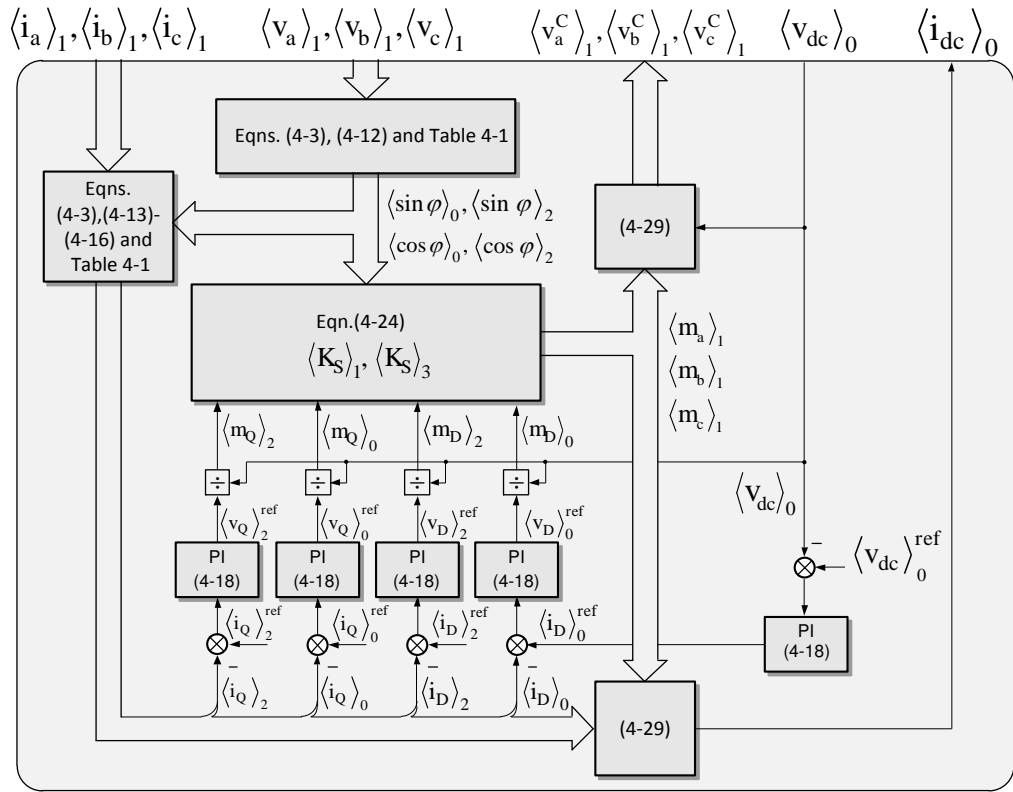 ⟨i_a⟩_1, ⟨i_b⟩_1, ⟨i_c⟩_1
⟨v_a⟩_1, ⟨v_b⟩_1, ⟨v_c⟩_1
⟨v_a^C⟩_1, ⟨v_b^C⟩_1, ⟨v_c^C⟩_1
⟨v_dc⟩_0
⟨i_dc⟩_0
Eqns. (4-3), (4-12) and Table 4-1
Eqns.
(4-3),(4-13)-
(4-16) and
Table 4-1
⟨sin φ⟩_0, ⟨sin φ⟩_2
⟨cos φ⟩_0, ⟨cos φ⟩_2
(4-29)
Eqn.(4-24)
⟨K_S⟩_1, ⟨K_S⟩_3
⟨m_a⟩_1
⟨m_b⟩_1
⟨m_c⟩_1
⟨m_Q⟩_2
⟨m_Q⟩_0
⟨m_D⟩_2
⟨m_D⟩_0
÷
÷
÷
÷
⟨v_dc⟩_0
⟨v_Q⟩_2^ref
⟨v_Q⟩_0^ref
⟨v_D⟩_2^ref
⟨v_D⟩_0^ref
PI
(4-18)
PI
(4-18)
PI
(4-18)
PI
(4-18)
−
⟨v_dc⟩_0^ref
⟨i_Q⟩_2^ref
⟨i_Q⟩_0^ref
⟨i_D⟩_2^ref
⟨i_D⟩_0^ref
PI
(4-18)
−
−
−
−
⟨i_Q⟩_2
⟨i_Q⟩_0
⟨i_D⟩_2
⟨i_D⟩_0
(4-29)